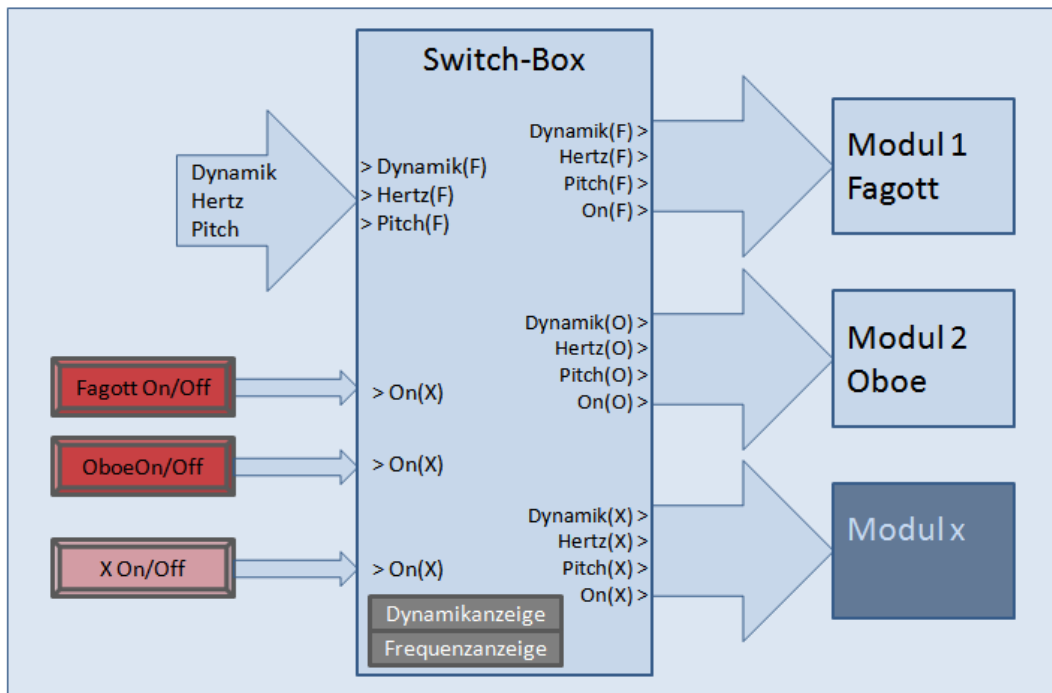 Switch-Box
Dynamik
Hertz
Pitch
> Dynamik(F)
> Hertz(F)
> Pitch(F)
Dynamik(F) >
Hertz(F) >
Pitch(F) >
On(F) >
Modul 1
Fagott
Fagott On/Off
> On(X)
Dynamik(O) >
Hertz(O) >
Pitch(O) >
On(O) >
Modul 2
Oboe
OboeOn/Off
> On(X)
X On/Off
> On(X)
Dynamik(X) >
Hertz(X) >
Pitch(X) >
On(X) >
Modul x
Dynamikanzeige
Frequenzanzeige